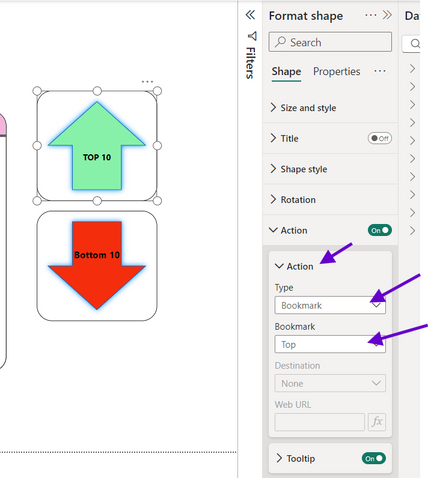 Format shape
Da
Search
Filters
Shape
Properties
Size and style
Title
Off
Shape style
Rotation
Action
On
Action
Type
Bookmark
Bookmark
Top
Destination
None
Web URL
fx
Tooltip
On
TOP 10
Bottom 10